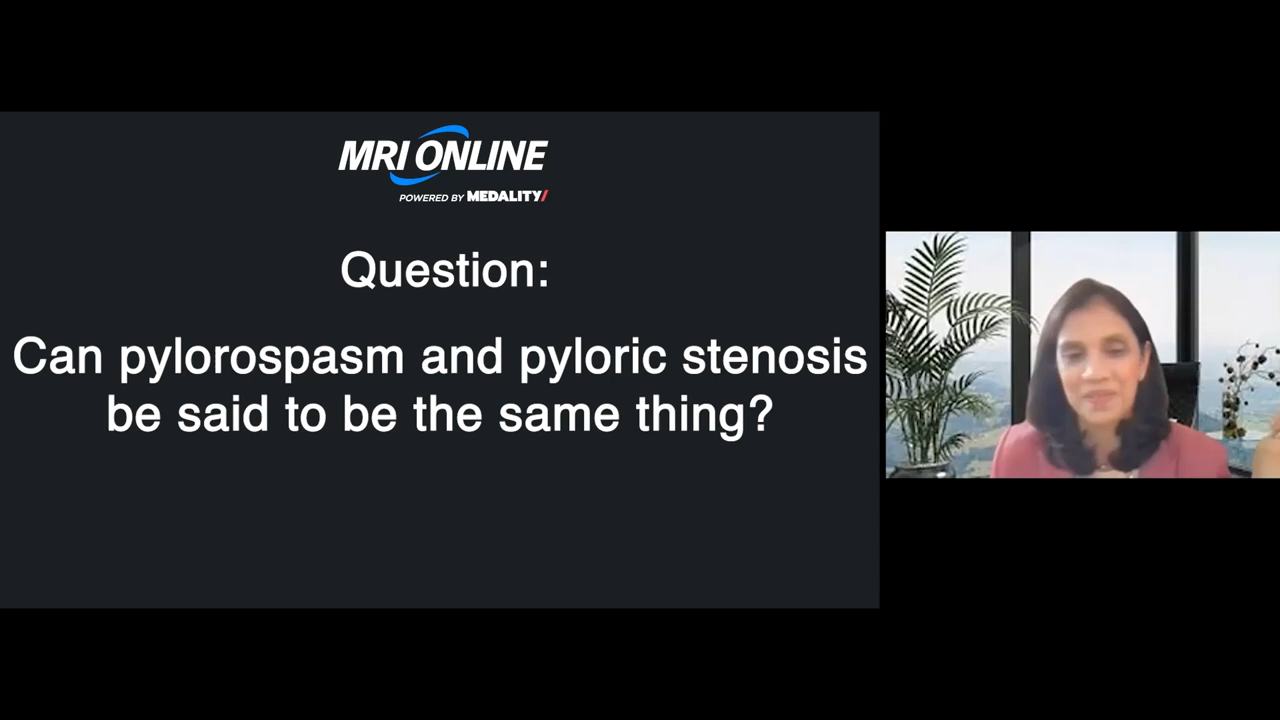 MRI ONLINE
POWERED BY MEDALITY/
Question:
Can pylorospasm and pyloric stenosis
be said to be the same thing?